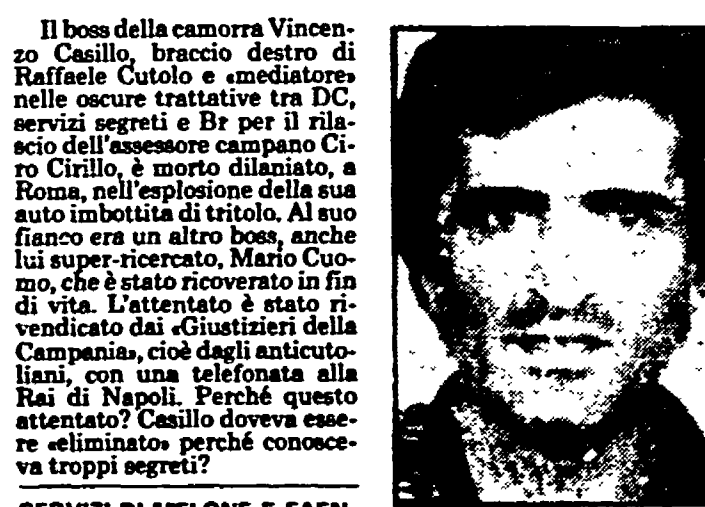 Il boss della camorra Vincen-
zo Casillo, braccio destro di
Raffaele Cutolo e «mediatore»
nelle oscure trattative tra DC,
servizi segreti e Br per il rila-
scio dell'assessore campano Ci-
ro Cirillo, è morto dilaniato, a
Roma, nell'esplosione della sua
auto imbottita di tritolo. Al suo
fianco era un altro boss, anche
lui super-ricercato, Mario Cuo-
mo, che è stato ricoverato in fin
di vita. L'attentato è stato ri-
vendicato dai «Giustizieri della
Campania», cioè dagli anticuto-
liani, con una telefonata alla
Rai di Napoli. Perché questo
attentato? Casillo doveva esse-
re «eliminato» perché conosce-
va troppi segreti?